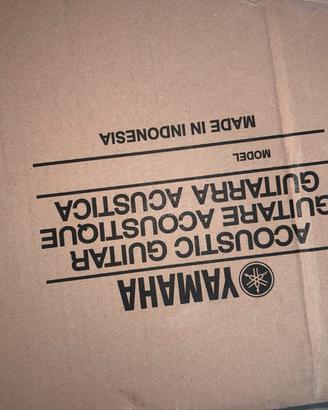 YAMAHA
ACOUSTIC GUITAR
GUITARE ACOUSTIQUE
GUITARRA ACUSTICA
MODEL
MADE IN INDONESIA